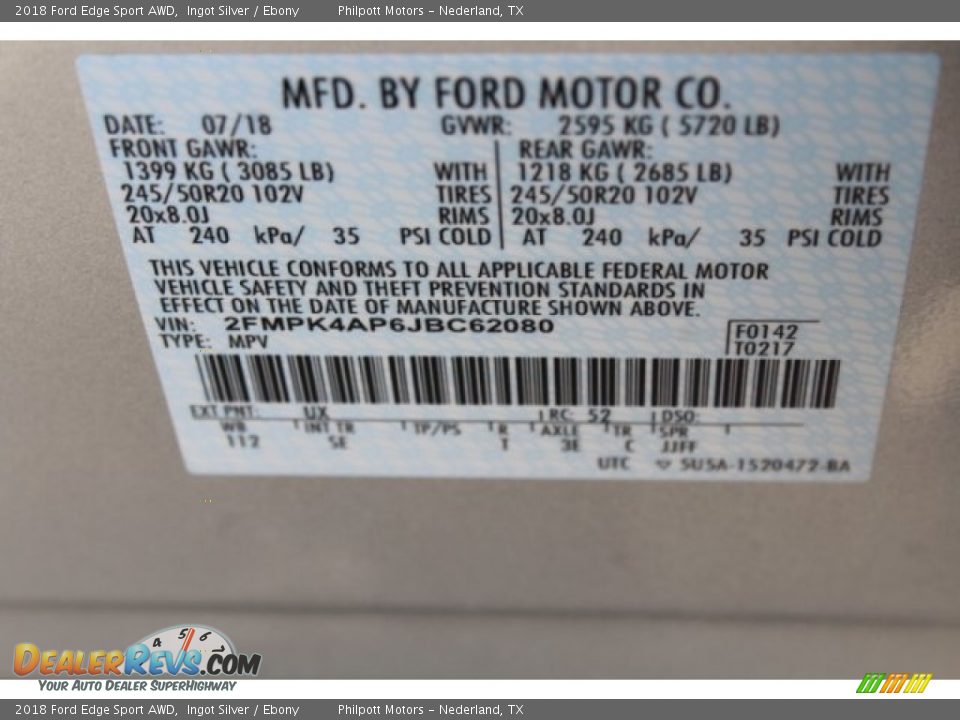 2018 Ford Edge Sport AWD, Ingot Silver / Ebony Philpott Motors - Nederland, TX
MFD. BY FORD MOTOR CO.
DATE: 07/18 GVWR: 2595 KG ( 5720 LB)
FRONT GAWR: REAR GAWR:
1399 KG ( 3085 LB) WITH 1218 KG ( 2685 LB) WITH
245/50R20 102V TIRES 245/50R20 102V TIRES
20x8.0J RIMS 20x8.0J RIMS
AT 240 kPa/ 35 PSI COLD AT 240 kPa/ 35 PSI COLD
THIS VEHICLE CONFORMS TO ALL APPLICABLE FEDERAL MOTOR
VEHICLE SAFETY AND THEFT PREVENTION STANDARDS IN
EFFECT ON THE DATE OF MANUFACTURE SHOWN ABOVE.
VIN: 2FMPK4AP6JBC62080
TYPE: MPV
F0142
T0217
EXT PNT: UX RC: 52 DSO:
WB INT TR TP/PS R AXLE TR SPR
112 SE T 3E C JJFF
UTC 5U5A-1520472-BA
4 5 6 7
DEALERREVS.COM
YOUR AUTO DEALER SUPERHIGHWAY
2018 Ford Edge Sport AWD, Ingot Silver / Ebony Philpott Motors - Nederland, TX